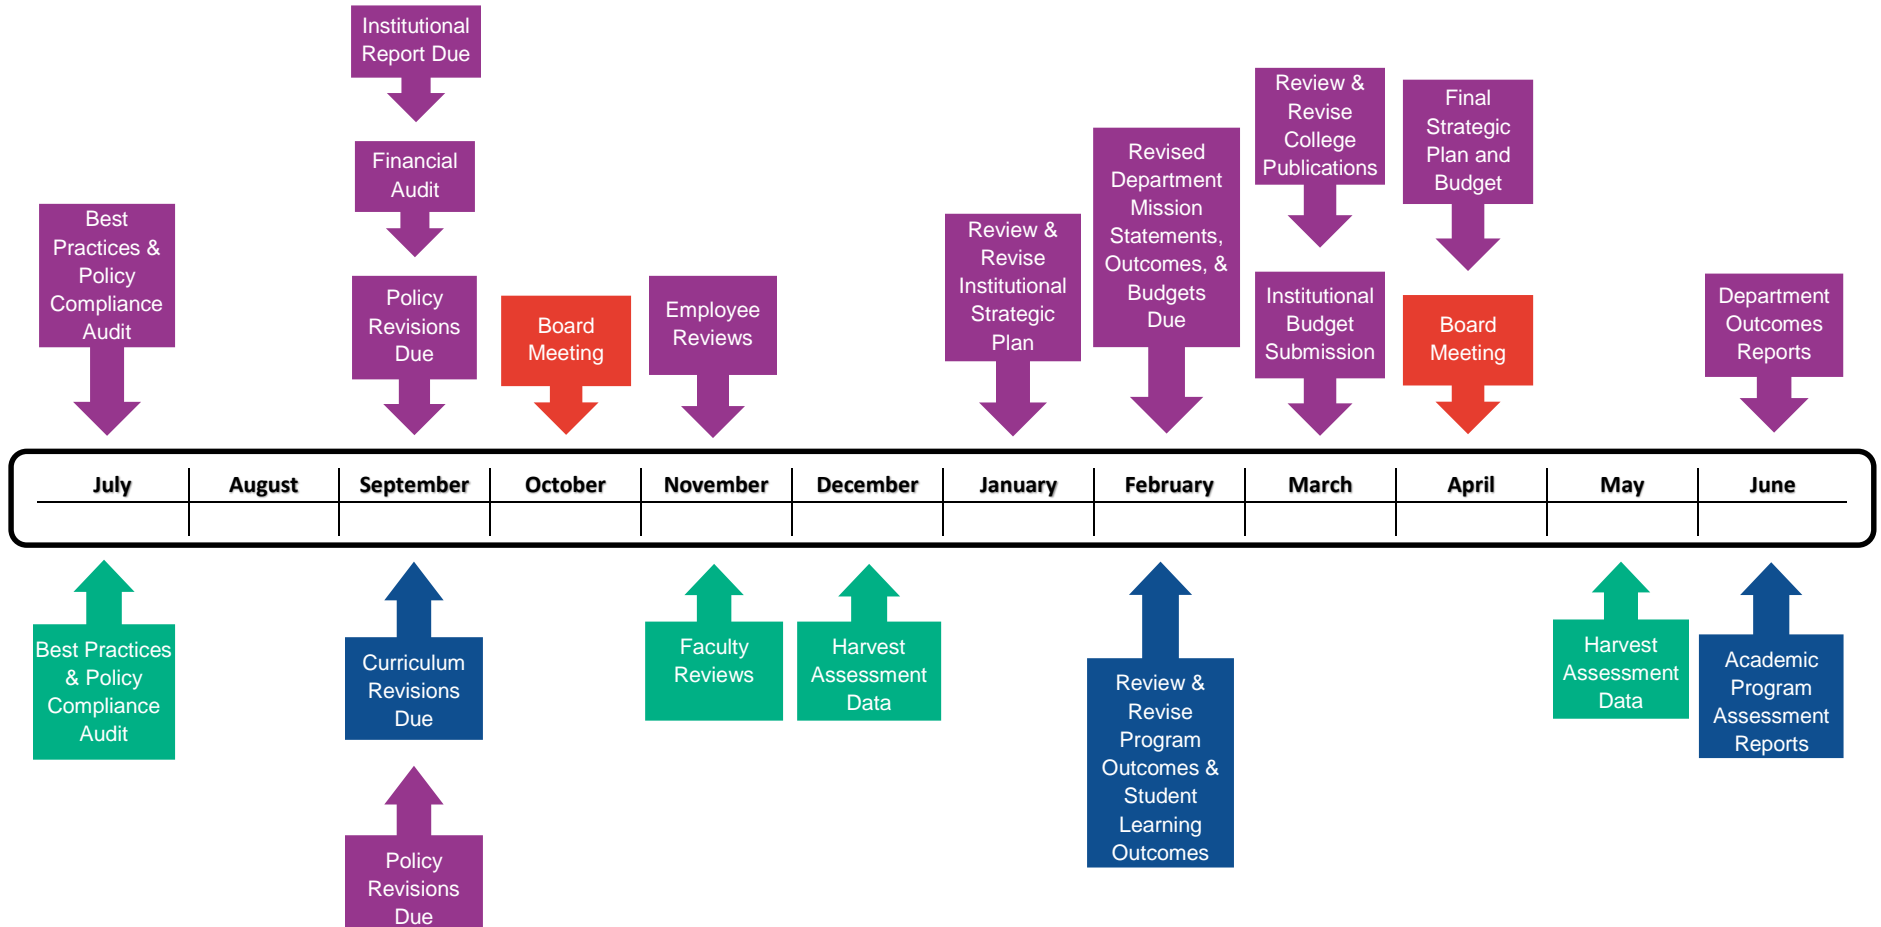 Institutional
Report Due
Financial
Audit
Policy
Revisions
Due
Best
Practices &
Policy
Compliance
Audit
Board
Meeting
Employee
Reviews
Review &
Revise
Institutional
Strategic
Plan
Revised
Department
Mission
Statements,
Outcomes, &
Budgets
Due
Review &
Revise
College
Publications
Institutional
Budget
Submission
Final
Strategic
Plan and
Budget
Board
Meeting
Department
Outcomes
Reports
July August September October November December January February March April May June
Best Practices
& Policy
Compliance
Audit
Curriculum
Revisions
Due
Policy
Revisions
Due
Faculty
Reviews
Harvest
Assessment
Data
Review &
Revise
Program
Outcomes &
Student
Learning
Outcomes
Harvest
Assessment
Data
Academic
Program
Assessment
Reports